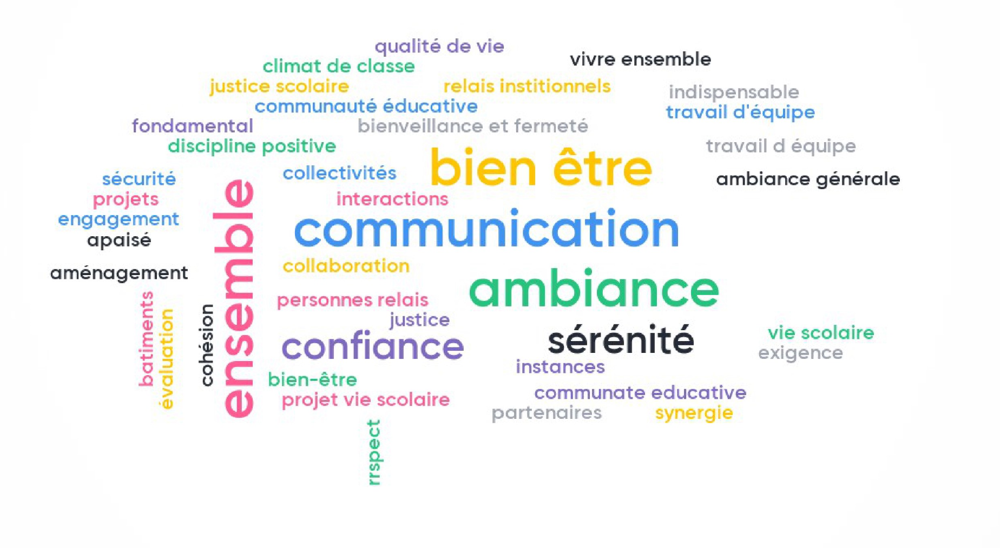 qualité de vie
vivre ensemble
climat de classe
justice scolaire
relais institionnels
indispensable
communauté éducative
travail d'équipe
fondamental
bienveillance et fermeté
discipline positive
travail d équipe
bien être
collectivités
sécurité
ambiance générale
projets
interactions
engagement
communication
apaisé
ensemble
collaboration
aménagement
ambiance
personnes relais
justice
batiments
évaluation
cohésion
confiance
sérénité
vie scolaire
exigence
instances
bien-être
communate educative
projet vie scolaire
partenaires
synergie
rrspect